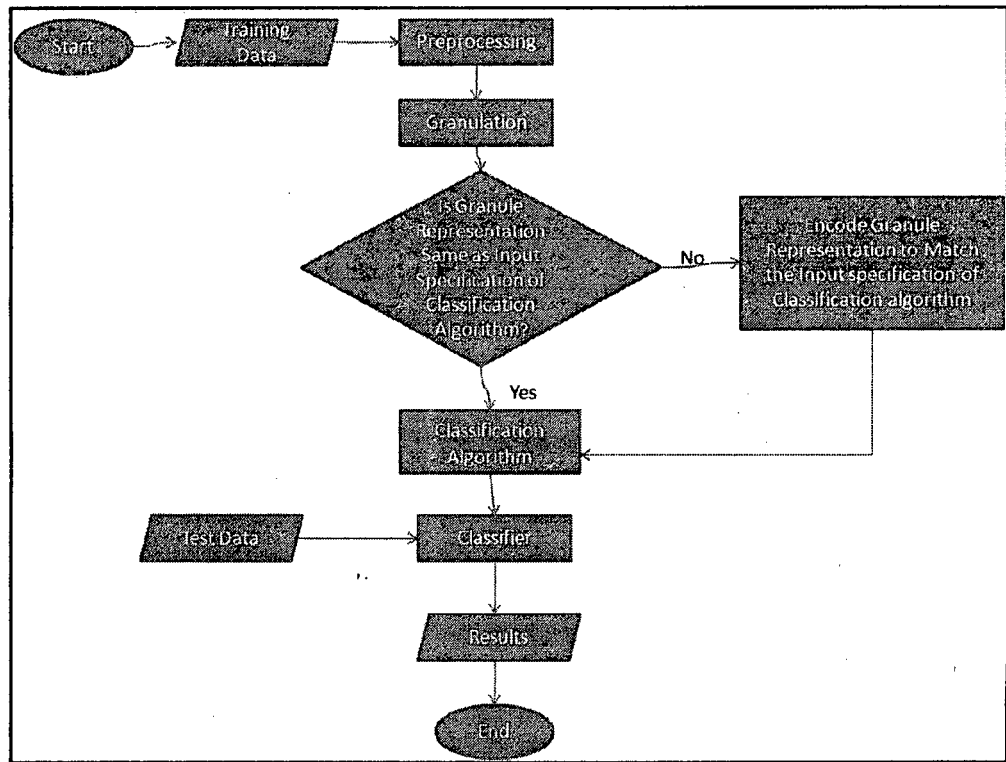 Start
Training
Data
Preprocessing
Granulation
Is Granule
Representation
Same as Input
Specification of
Classification
Algorithm?
No
Encode Granule
Representation to Match
the Input specification of
Classification algorithm
Yes
Classification
Algorithm
Test Data
Classifier
Results
End